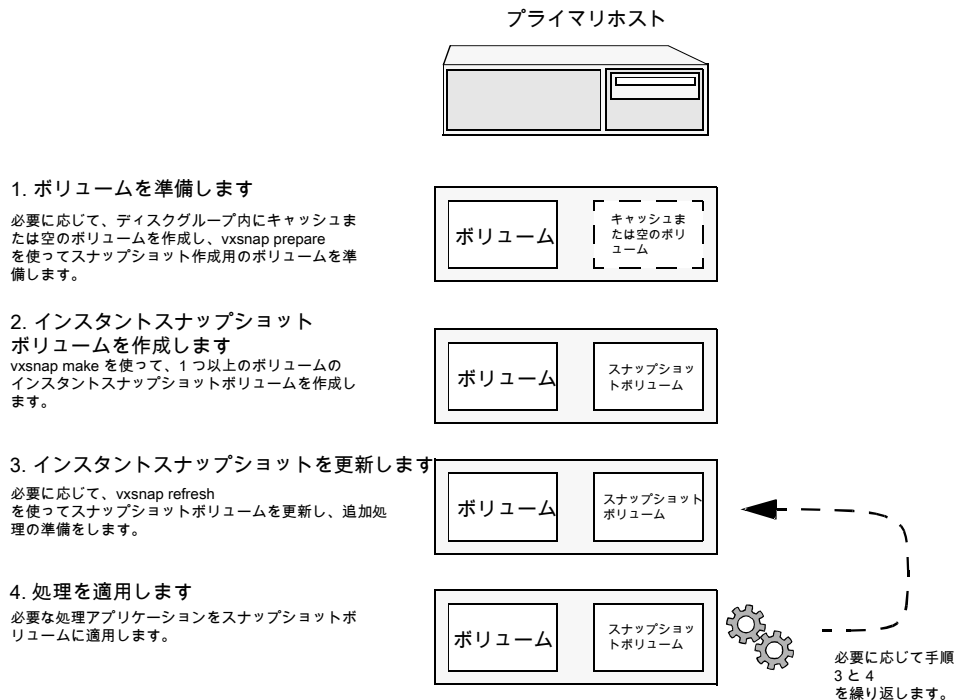 プライマリホスト
1. ボリュームを準備します
必要に応じて、ディスクグループ内にキャッシュま
たは空のボリュームを作成し、vxsnap prepare
を使ってスナップショット作成用のボリュームを準
備します。
ボリューム
キャッシュま
たは空のボリ
ューム
2. インスタントスナップショット
ボリュームを作成します
vxsnap make を使って、1 つ以上のボリュームの
インスタントスナップショットボリュームを作成し
ます。
ボリューム
スナップショッ
トボリューム
3. インスタントスナップショットを更新します
必要に応じて、vxsnap refresh
を使ってスナップショットボリュームを更新し、追加処
理の準備をします。
ボリューム
スナップショット
ボリューム
4. 処理を適用します
必要な処理アプリケーションをスナップショットボ
リュームに適用します。
ボリューム
スナップショッ
トボリューム
必要に応じて手順
3 と 4
を繰り返します。